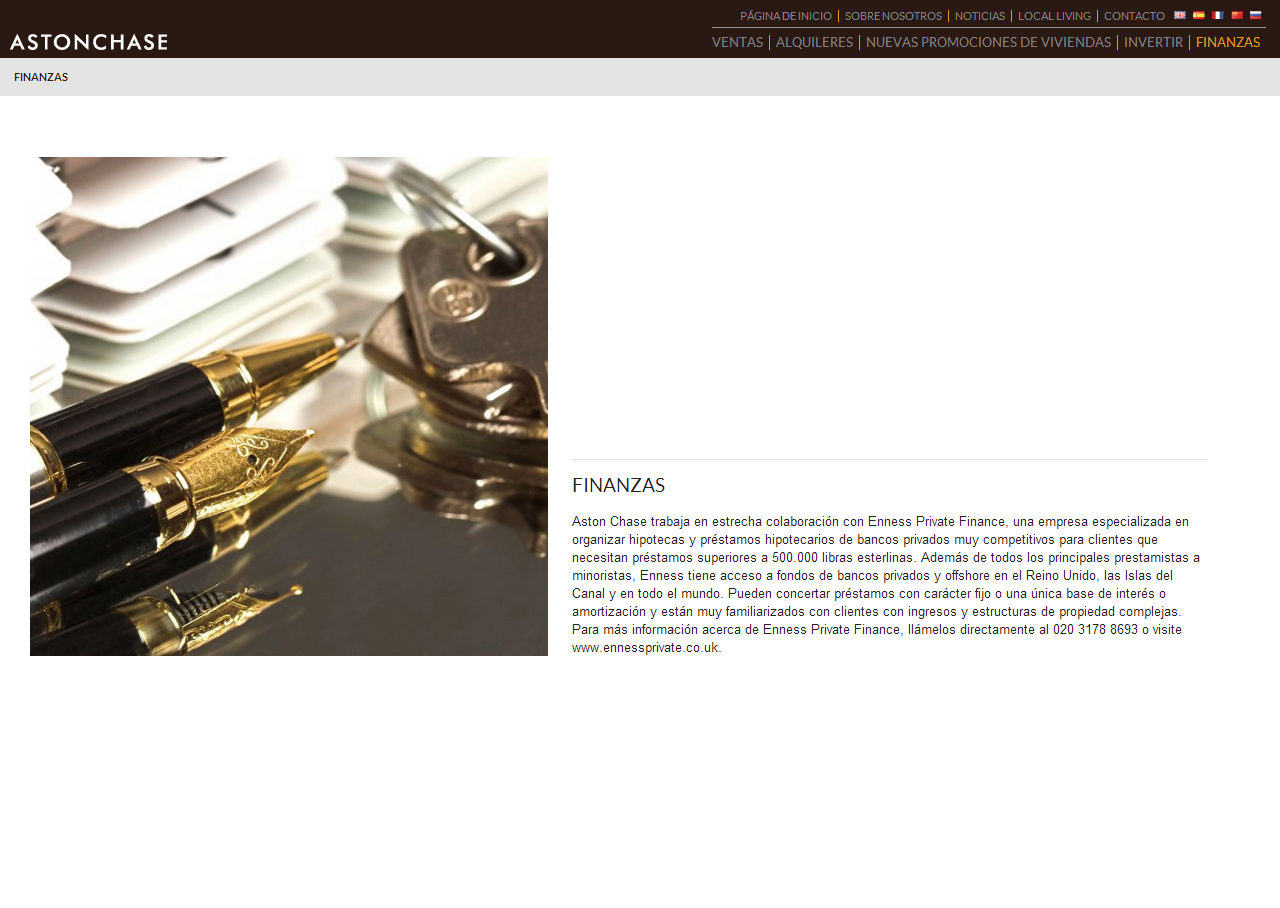 PÁGINA DE INICIO | SOBRE NOSOTROS | NOTICIAS | LOCAL LIVING | CONTACTO
ASTONCHASE
VENTAS | ALQUILERES | NUEVAS PROMOCIONES DE VIVIENDAS | INVERTIR | FINANZAS
FINANZAS
FINANZAS
Aston Chase trabaja en estrecha colaboración con Enness Private Finance, una empresa especializada en
organizar hipotecas y préstamos hipotecarios de bancos privados muy competitivos para clientes que
necesitan préstamos superiores a 500.000 libras esterlinas. Además de todos los principales prestamistas a
minoristas, Enness tiene acceso a fondos de bancos privados y offshore en el Reino Unido, las Islas del
Canal y en todo el mundo. Pueden concertar préstamos con carácter fijo o una única base de interés o
amortización y están muy familiarizados con clientes con ingresos y estructuras de propiedad complejas.
Para más información acerca de Enness Private Finance, llámelos directamente al 020 3178 8693 o visite
www.ennessprivate.co.uk.